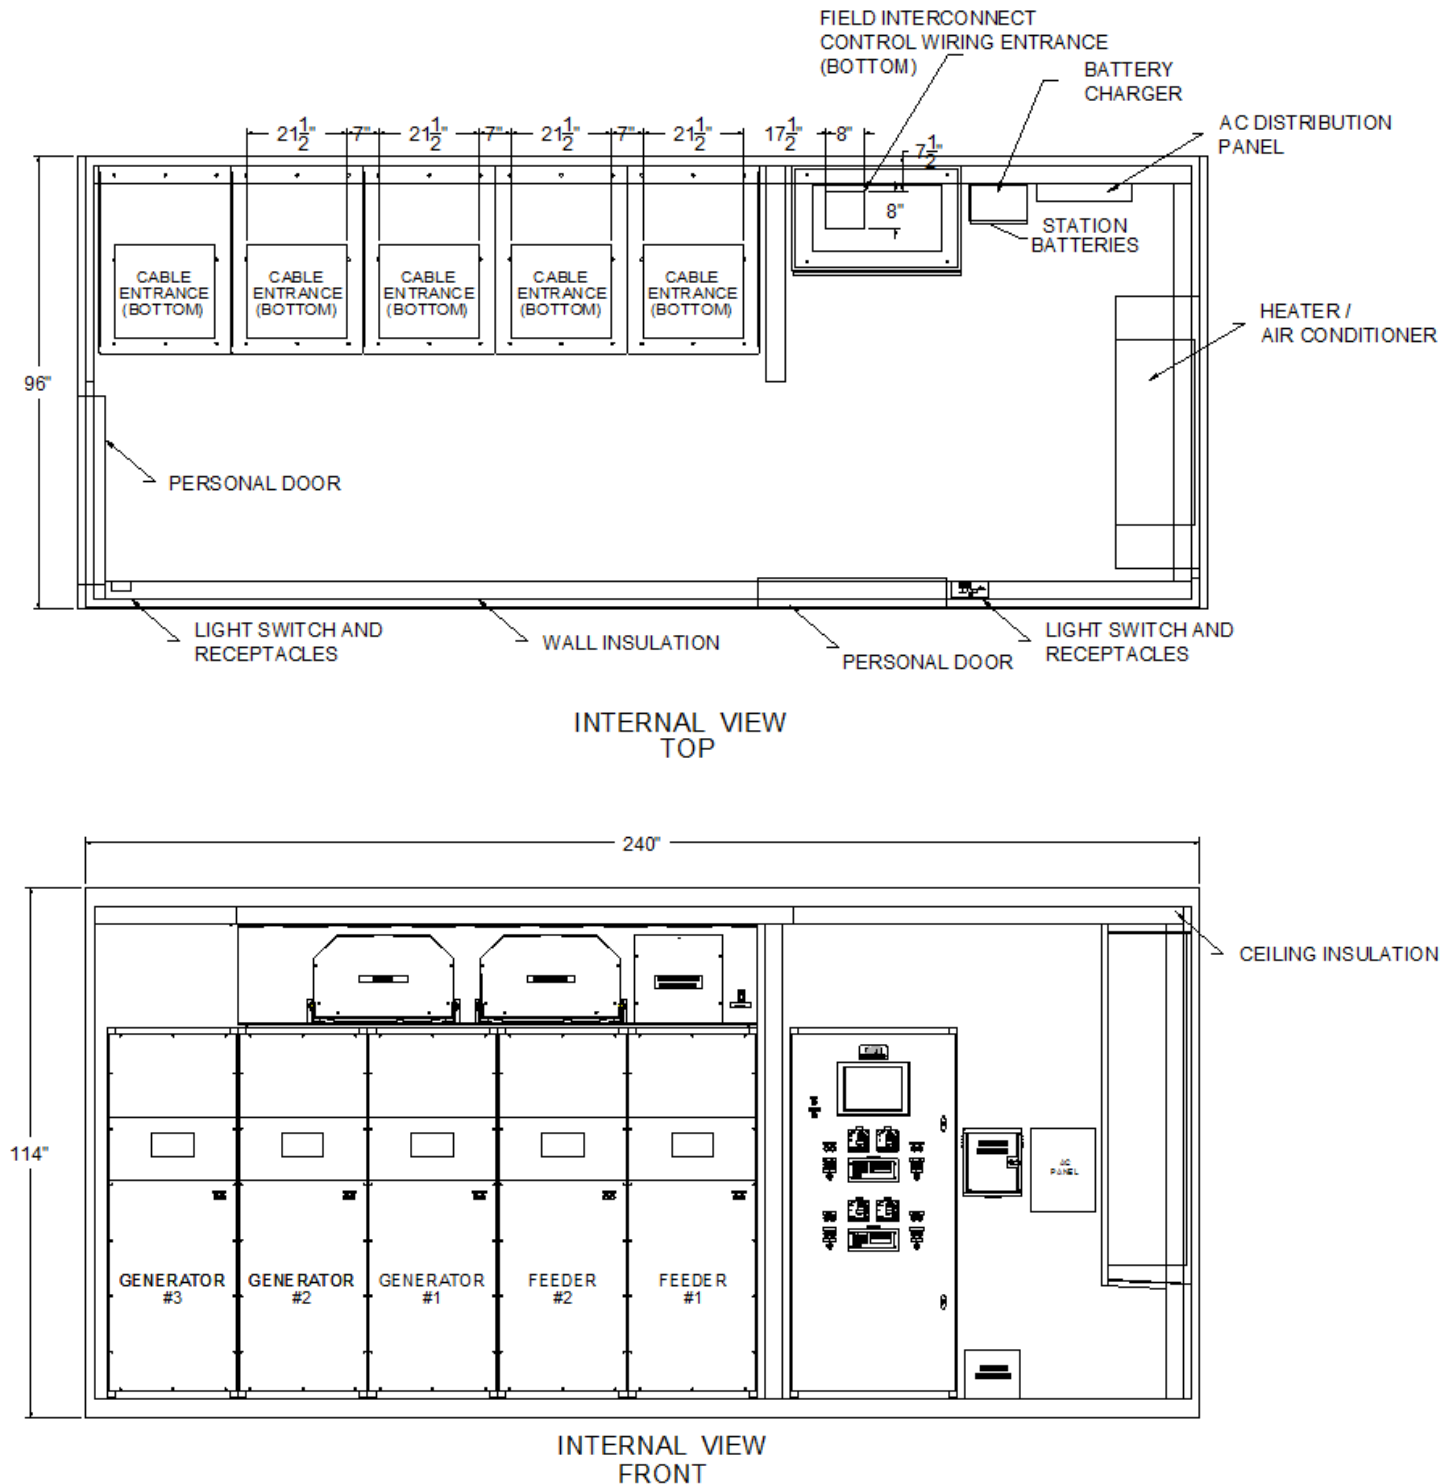 FIELD INTERCONNECT
CONTROL WIRING ENTRANCE
(BOTTOM)
BATTERY
CHARGER
AC DISTRIBUTION
PANEL
21 1/2" 7" 21 1/2" 7" 21 1/2" 7" 21 1/2" 17 1/2" 8"
7 1/2"
8"
STATION
BATTERIES
CABLE
ENTRANCE
(BOTTOM)
CABLE
ENTRANCE
(BOTTOM)
CABLE
ENTRANCE
(BOTTOM)
CABLE
ENTRANCE
(BOTTOM)
CABLE
ENTRANCE
(BOTTOM)
HEATER /
AIR CONDITIONER
96"
PERSONAL DOOR
LIGHT SWITCH AND
RECEPTACLES
WALL INSULATION
PERSONAL DOOR
LIGHT SWITCH AND
RECEPTACLES
INTERNAL VIEW
TOP
240"
CEILING INSULATION
114"
AC
PANEL
GENERATOR
#3
GENERATOR
#2
GENERATOR
#1
FEEDER
#2
FEEDER
#1
INTERNAL VIEW
FRONT